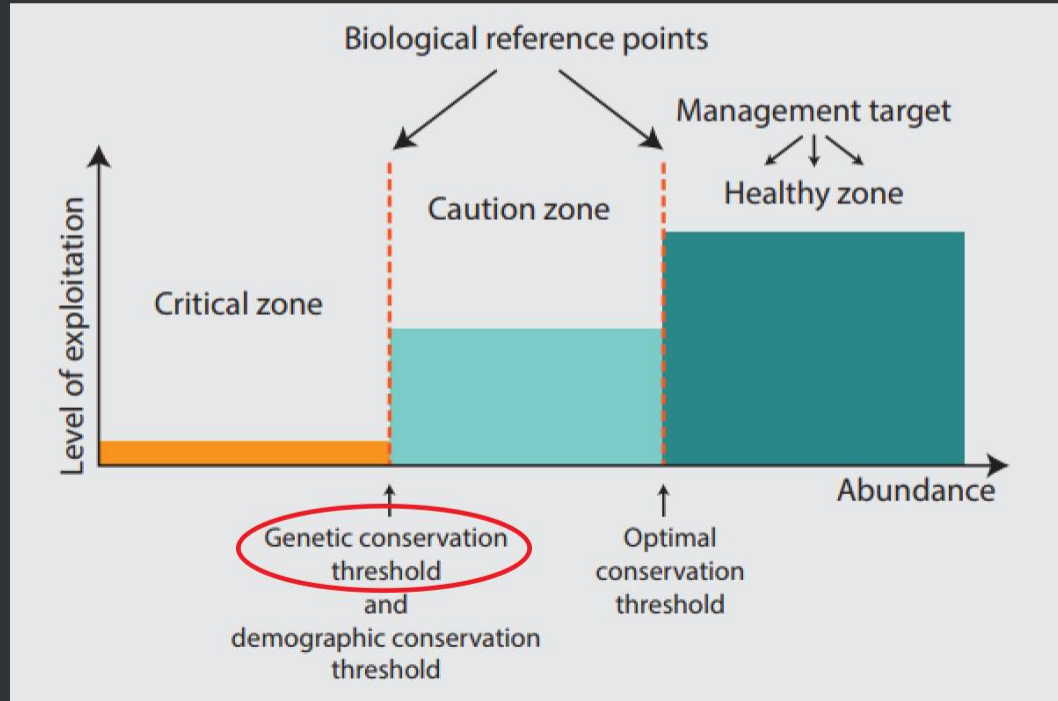 Biological reference points
Management target
Healthy zone
Caution zone
Critical zone
Level of exploitation
Abundance
Genetic conservation
threshold
and
demographic conservation
threshold
Optimal
conservation
threshold